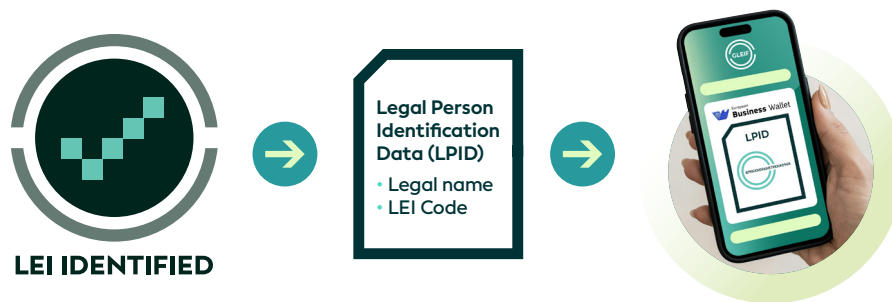 LEI IDENTIFIED
Legal Person
Identification
Data (LPID)
• Legal name
• LEI Code
GLEIF
European
Business Wallet
LPID